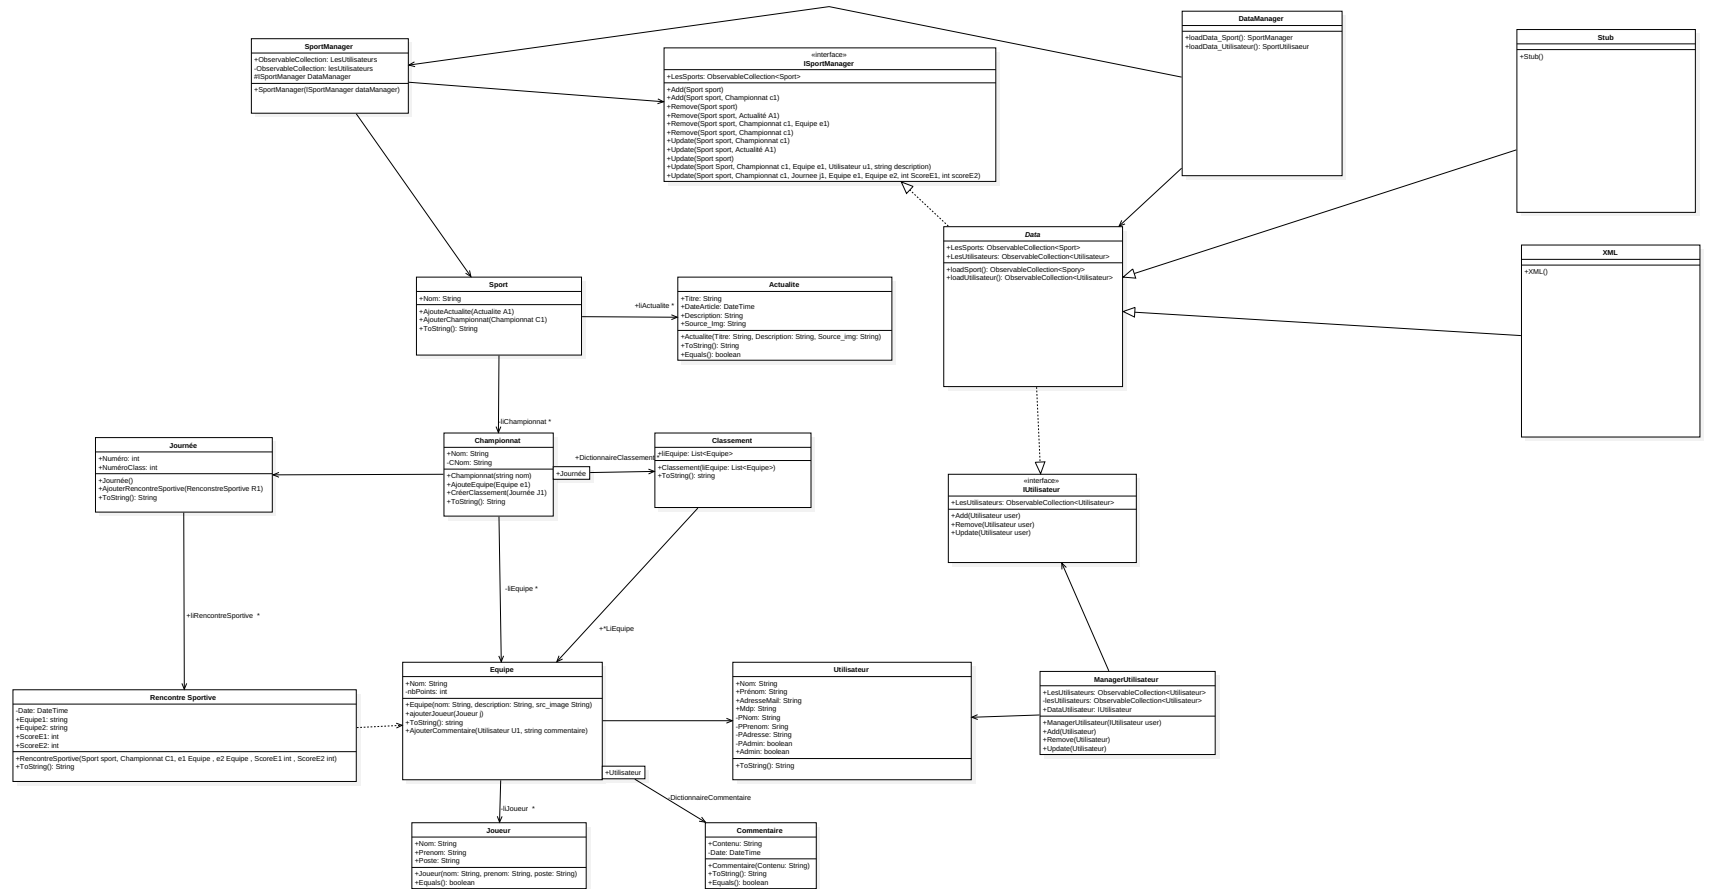 SportManager
+ObservableCollection: LesUtilisateurs
-ObservableCollection: lesUtilisateurs
#ISportManager DataManager
+SportManager(ISportManager dataManager)
«interface»
ISportManager
+LesSports: ObservableCollection<Sport>
+Add(Sport sport)
+Add(Sport sport, Championnat c1)
+Remove(Sport sport)
+Remove(Sport sport, Actualité A1)
+Remove(Sport sport, Championnat c1, Equipe e1)
+Remove(Sport sport, Championnat c1)
+Update(Sport sport, Championnat c1)
+Update(Sport sport, Actualité A1)
+Update(Sport sport)
+Update(Sport Sport, Championnat c1, Equipe e1, Utilisateur u1, string description)
+Update(Sport sport, Championnat c1, Journee j1, Equipe e1, Equipe e2, int ScoreE1, int scoreE2)
DataManager
+loadData_Sport(): SportManager
+loadData_Utilisateur(): SportUtilisaeur
Stub
+Stub()
XML
+XML()
Data
+LesSports: ObservableCollection<Sport>
+LesUtilisateurs: ObservableCollection<Utilisateur>
+loadSport(): ObservableCollection<Spory>
+loadUtilisateur(): ObservableCollection<Utilisateur>
Sport
+Nom: String
+AjouteActualite(Actualite A1)
+AjouterChampionnat(Championnat C1)
+ToString(): String
+liActualite *
Actualite
+Titre: String
+DateArticle: DateTime
+Description: String
+Source_Img: String
+Actualite(Titre: String, Description: String, Source_img: String)
+ToString(): String
+Equals(): boolean
-liChampionnat *
Journée
+Numéro: int
+NuméroClass: int
+Journée()
+AjouterRencontreSportive(RenconstreSportive R1)
+ToString(): String
Championnat
+Nom: String
-CNom: String
+Championnat(string nom)
+AjouteEquipe(Equipe e1)
+CréerClassement(Journée J1)
+ToString(): String
+Journée
+DictionnaireClassement *
Classement
+liEquipe: List<Equipe>
+Classement(liEquipe: List<Equipe>)
+ToString(): string
«interface»
IUtilisateur
+LesUtilisateurs: ObservableCollection<Utilisateur>
+Add(Utilisateur user)
+Remove(Utilisateur user)
+Update(Utilisateur user)
-liEquipe *
+*LiEquipe
+liRencontreSportive *
Rencontre Sportive
-Date: DateTime
+Equipe1: string
+Equipe2: string
+ScoreE1: int
+ScoreE2: int
+RencontreSportive(Sport sport, Championnat C1, e1 Equipe , e2 Equipe , ScoreE1 int , ScoreE2 int)
+ToString(): String
Equipe
+Nom: String
-nbPoints: int
+Equipe(nom: String, description: String, src_image String)
+ajouterJoueur(Joueur j)
+ToString(): string
+AjouterCommentaire(Utilisateur U1, string commentaire)
+Utilisateur
Utilisateur
+Nom: String
+Prénom: String
+AdresseMail: String
+Mdp: String
-PNom: String
-PPrenom: Sring
-PAdresse: String
-PAdmin: boolean
+Admin: boolean
+ToString(): String
ManagerUtilisateur
+LesUtilisateurs: ObservableCollection<Utilisateur>
-lesUtilisateurs: ObservableCollection<Utilisateur>
+DataUtilisateur: IUtilisateur
+ManagerUtilisateur(IUtilisateur user)
+Add(Utilisateur)
+Remove(Utilisateur)
+Update(Utilisateur)
-liJoueur *
-DictionnaireCommentaire
Joueur
+Nom: String
+Prenom: String
+Poste: String
+Joueur(nom: String, prenom: String, poste: String)
+Equals(): boolean
Commentaire
+Contenu: String
-Date: DateTime
+Commentaire(Contenu: String)
+ToString(): String
+Equals(): boolean